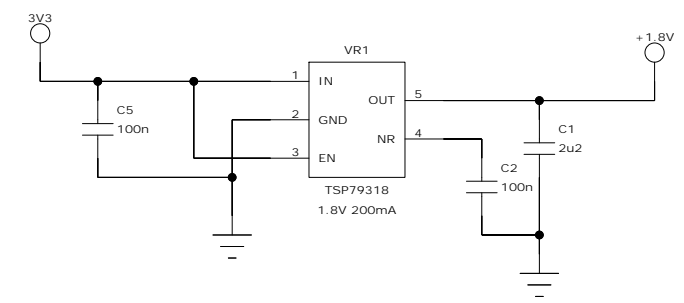 3V3
+1.8V
VR1
1
IN
OUT
5
C5
100n
2
GND
NR
4
C1
2u2
3
EN
C2
100n
TSP79318
1.8V 200mA